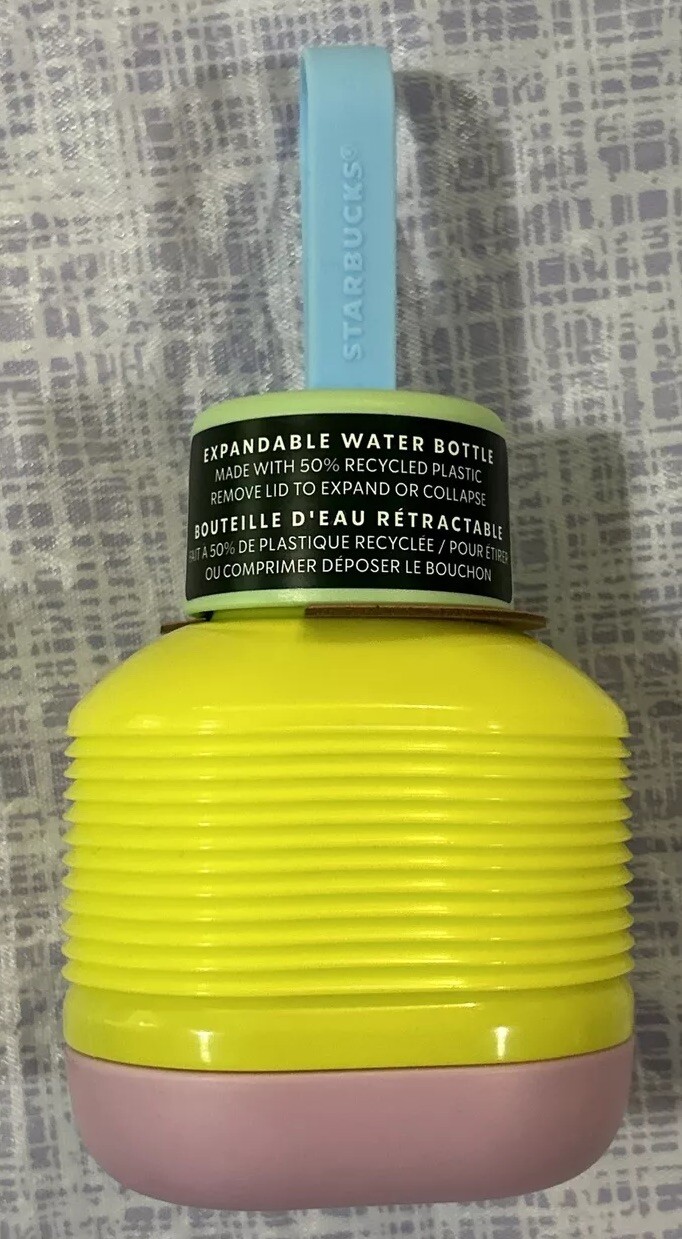 STARBUCKS®
EXPANDABLE WATER BOTTLE
MADE WITH 50% RECYCLED PLASTIC
REMOVE LID TO EXPAND OR COLLAPSE
BOUTEILLE D'EAU RÉTRACTABLE
FAIT À 50% DE PLASTIQUE RECYCLÉE / POUR ÉTIRER
OU COMPRIMER DÉPOSER LE BOUCHON